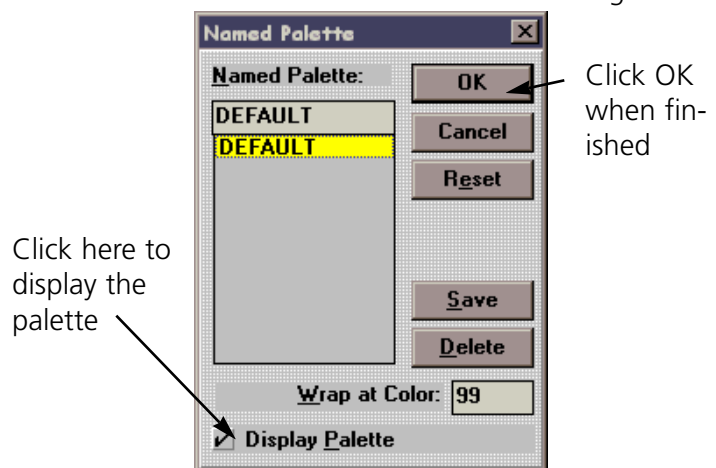 Named Palette
Named Palette:
OK
Click OK
when fin-
ished
DEFAULT
Cancel
DEFAULT
Reset
Click here to
display the
palette
Save
Delete
Wrap at Color: 99
Display Palette